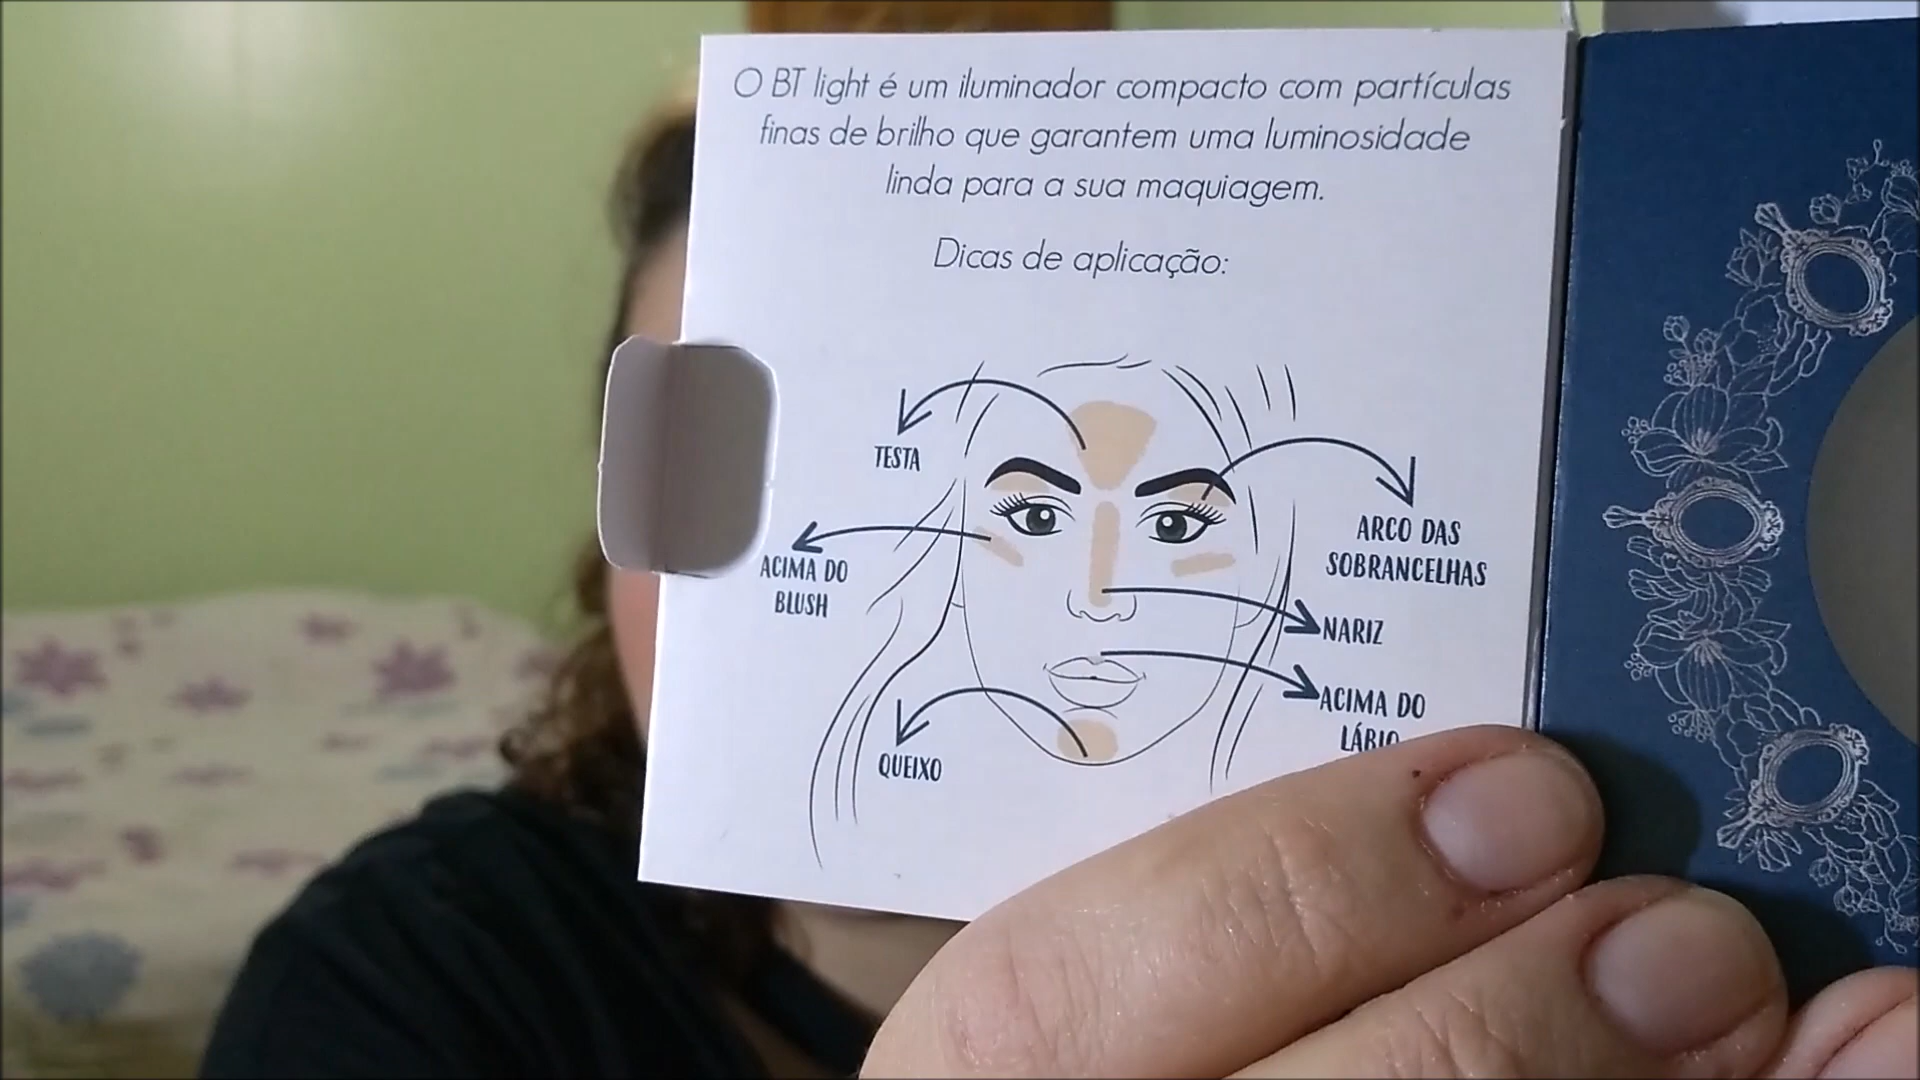 O BT light é um iluminador compacto com partículas
finas de brilho que garantem uma luminosidade
linda para a sua maquiagem.
Dicas de aplicação:
TESTA
ARCO DAS
SOBRANCELHAS
ACIMA DO
BLUSH
NARIZ
ACIMA DO
LÁBIO
QUEIXO